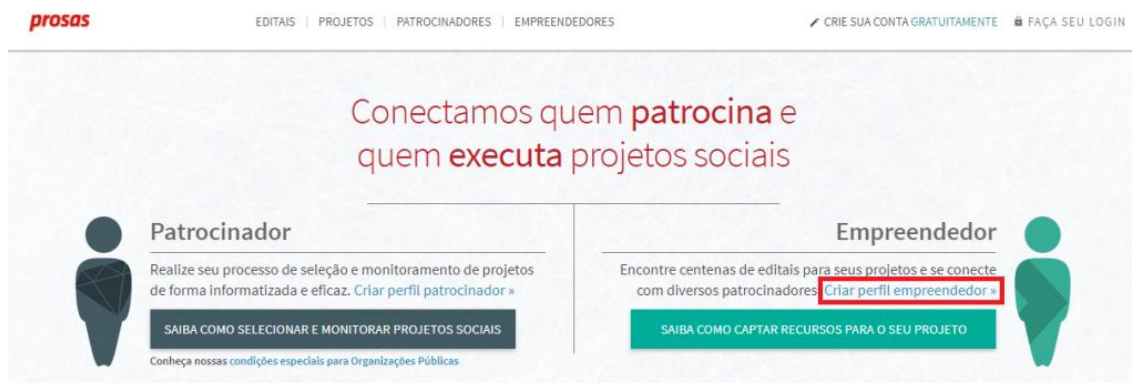 prosas
EDITAIS | PROJETOS | PATROCINADORES | EMPREENDEDORES
CRIE SUA CONTA GRATUITAMENTE
FAÇA SEU LOGIN
Conectamos quem patrocina e
quem executa projetos sociais
Patrocinador
Realize seu processo de seleção e monitoramento de projetos
de forma informatizada e eficaz. Criar perfil patrocinador »
SAIBA COMO SELECIONAR E MONITORAR PROJETOS SOCIAIS
Conheça nossas condições especiais para Organizações Públicas
Empreendedor
Encontre centenas de editais para seus projetos e se conecte
com diversos patrocinadores Criar perfil empreendedor »
SAIBA COMO CAPTAR RECURSOS PARA O SEU PROJETO